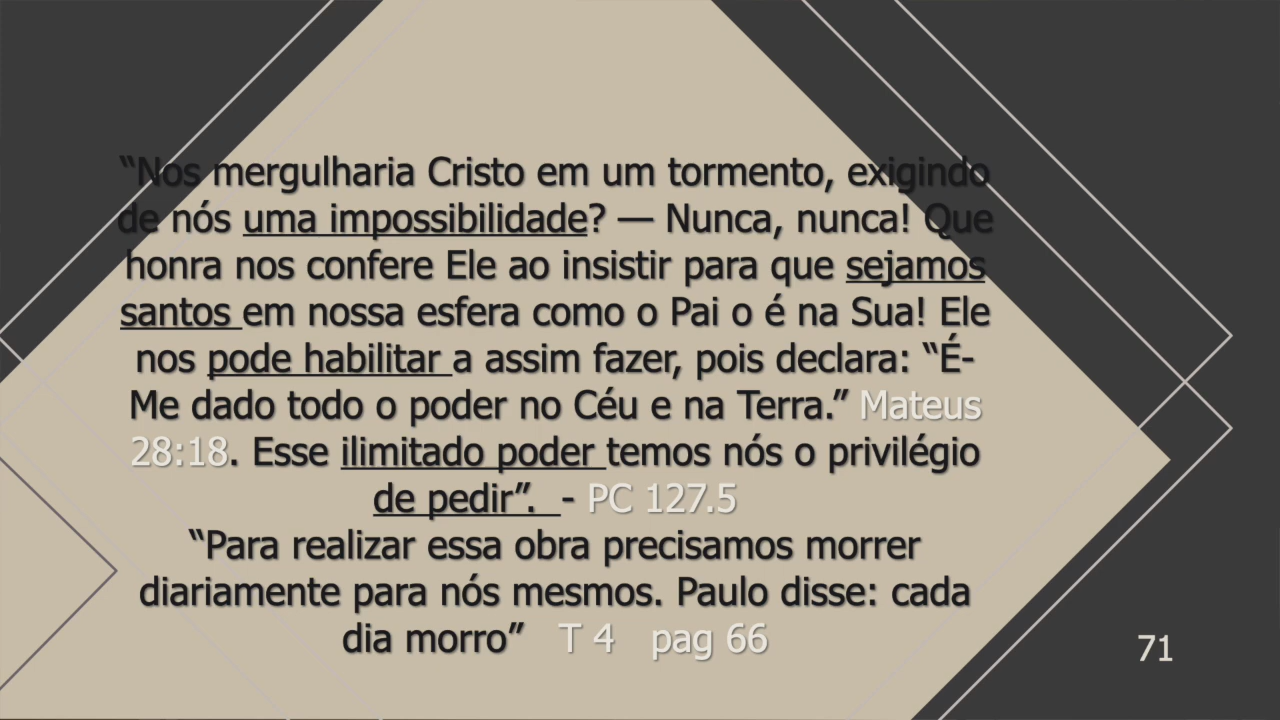 “Nos mergulharia Cristo em um tormento, exigindo
de nós uma impossibilidade? — Nunca, nunca! Que
honra nos confere Ele ao insistir para que sejamos
santos em nossa esfera como o Pai o é na Sua! Ele
nos pode habilitar a assim fazer, pois declara: “É-
Me dado todo o poder no Céu e na Terra.” Mateus
28:18. Esse ilimitado poder temos nós o privilégio
de pedir”. - PC 127.5
“Para realizar essa obra precisamos morrer
diariamente para nós mesmos. Paulo disse: cada
dia morro” T 4 pag 66
71